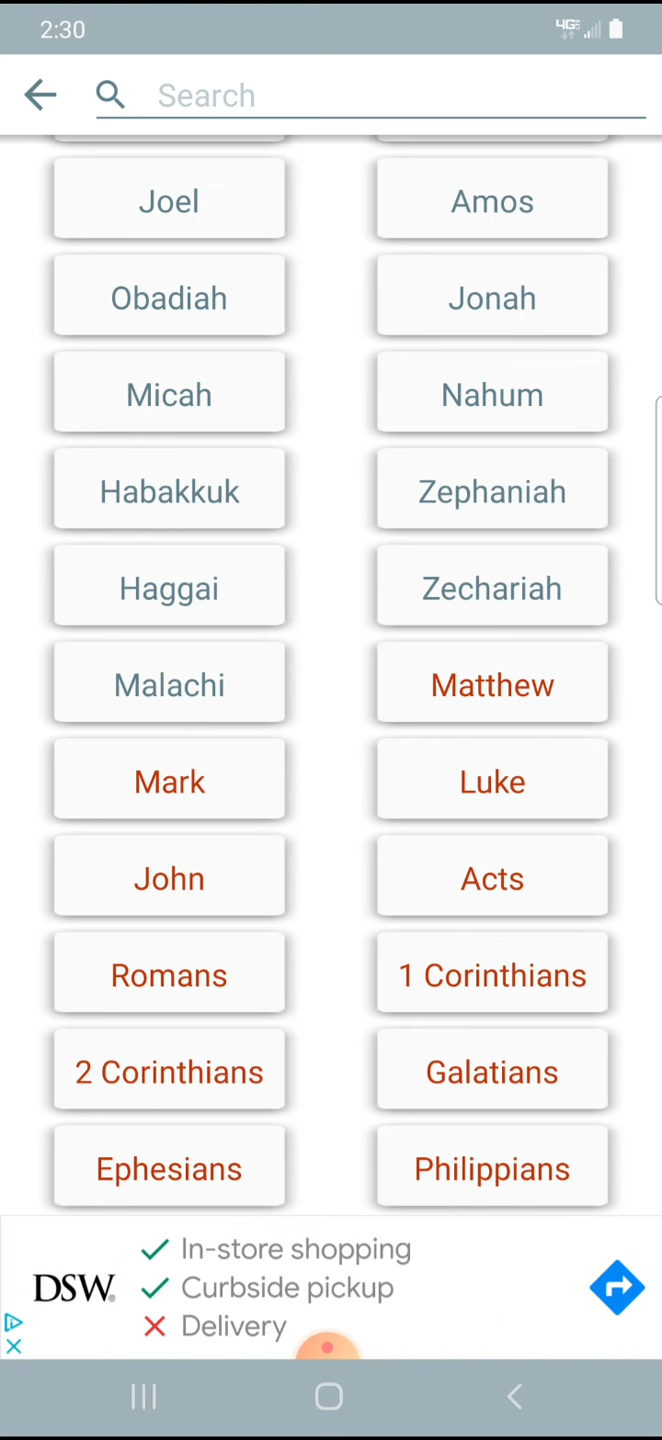 2:30
4GE
Search
Joel
Amos
Obadiah
Jonah
Micah
Nahum
Habakkuk
Zephaniah
Haggai
Zechariah
Malachi
Matthew
Mark
Luke
John
Acts
Romans
1 Corinthians
2 Corinthians
Galatians
Ephesians
Philippians
DSW
In-store shopping
Curbside pickup
Delivery